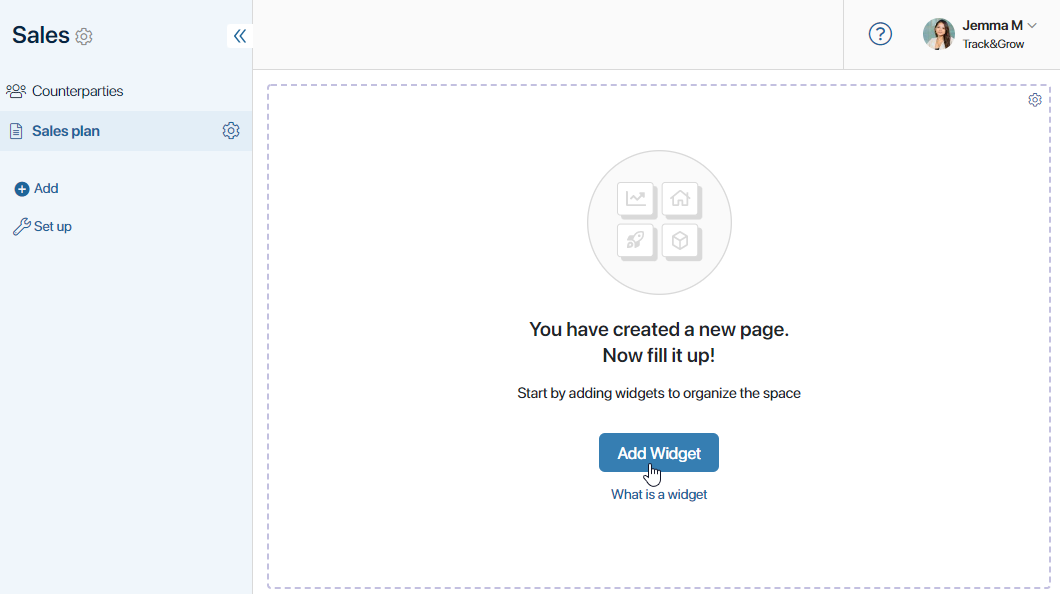 Sales
Counterparties
Sales plan
Add
Set up
?
Jemma M
Track&Grow
You have created a new page.
Now fill it up!
Start by adding widgets to organize the space
Add Widget
What is a widget